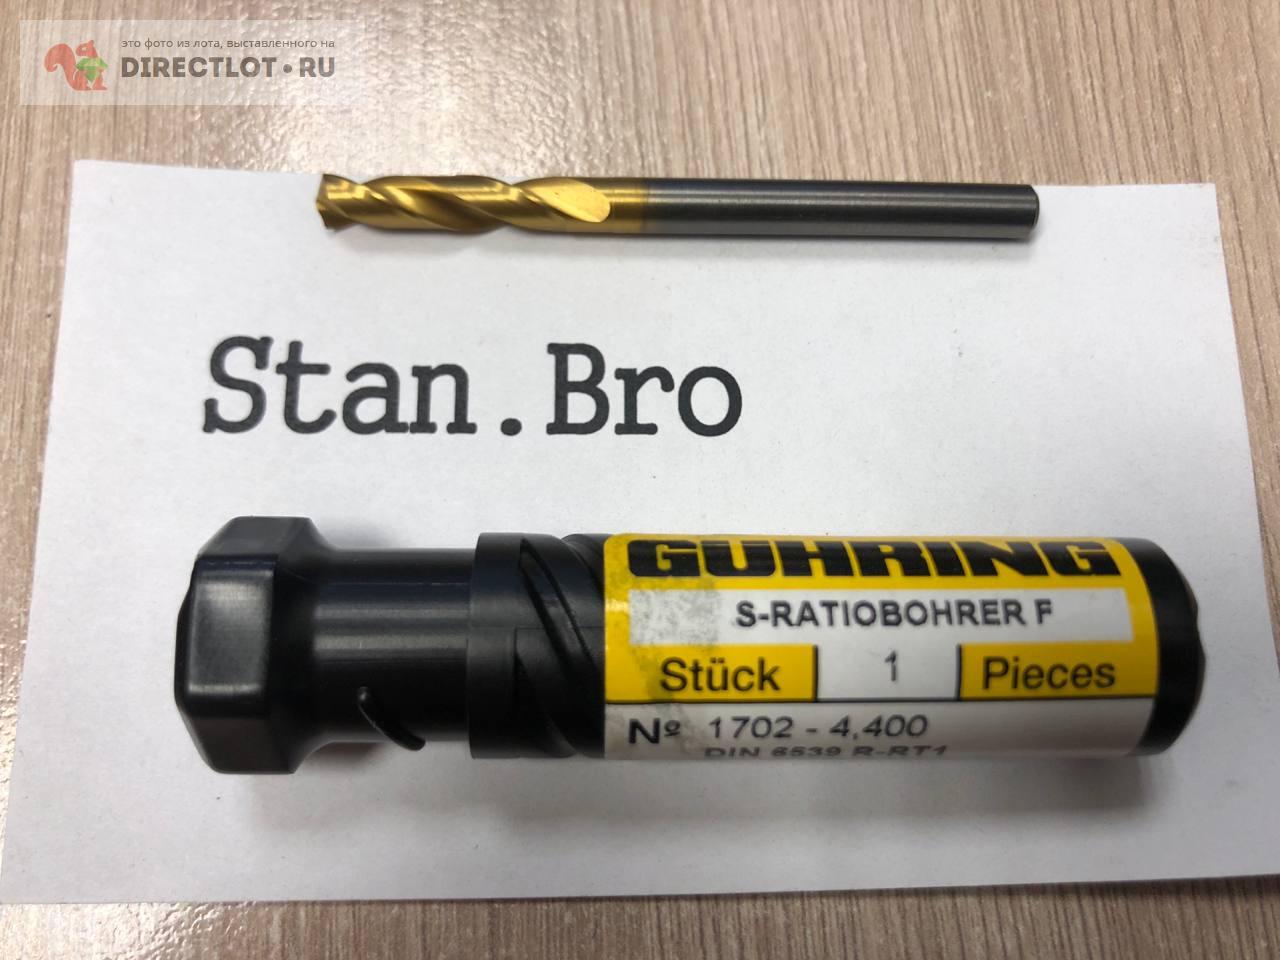 это фото из лота, выставленного на
DIRECTLOT.RU
Stan.Bro
GÜHRING
S-RATIOBOHRER F
Stück 1 Pieces
Nº 1702 - 4,400
DIN 6539 R-RT1